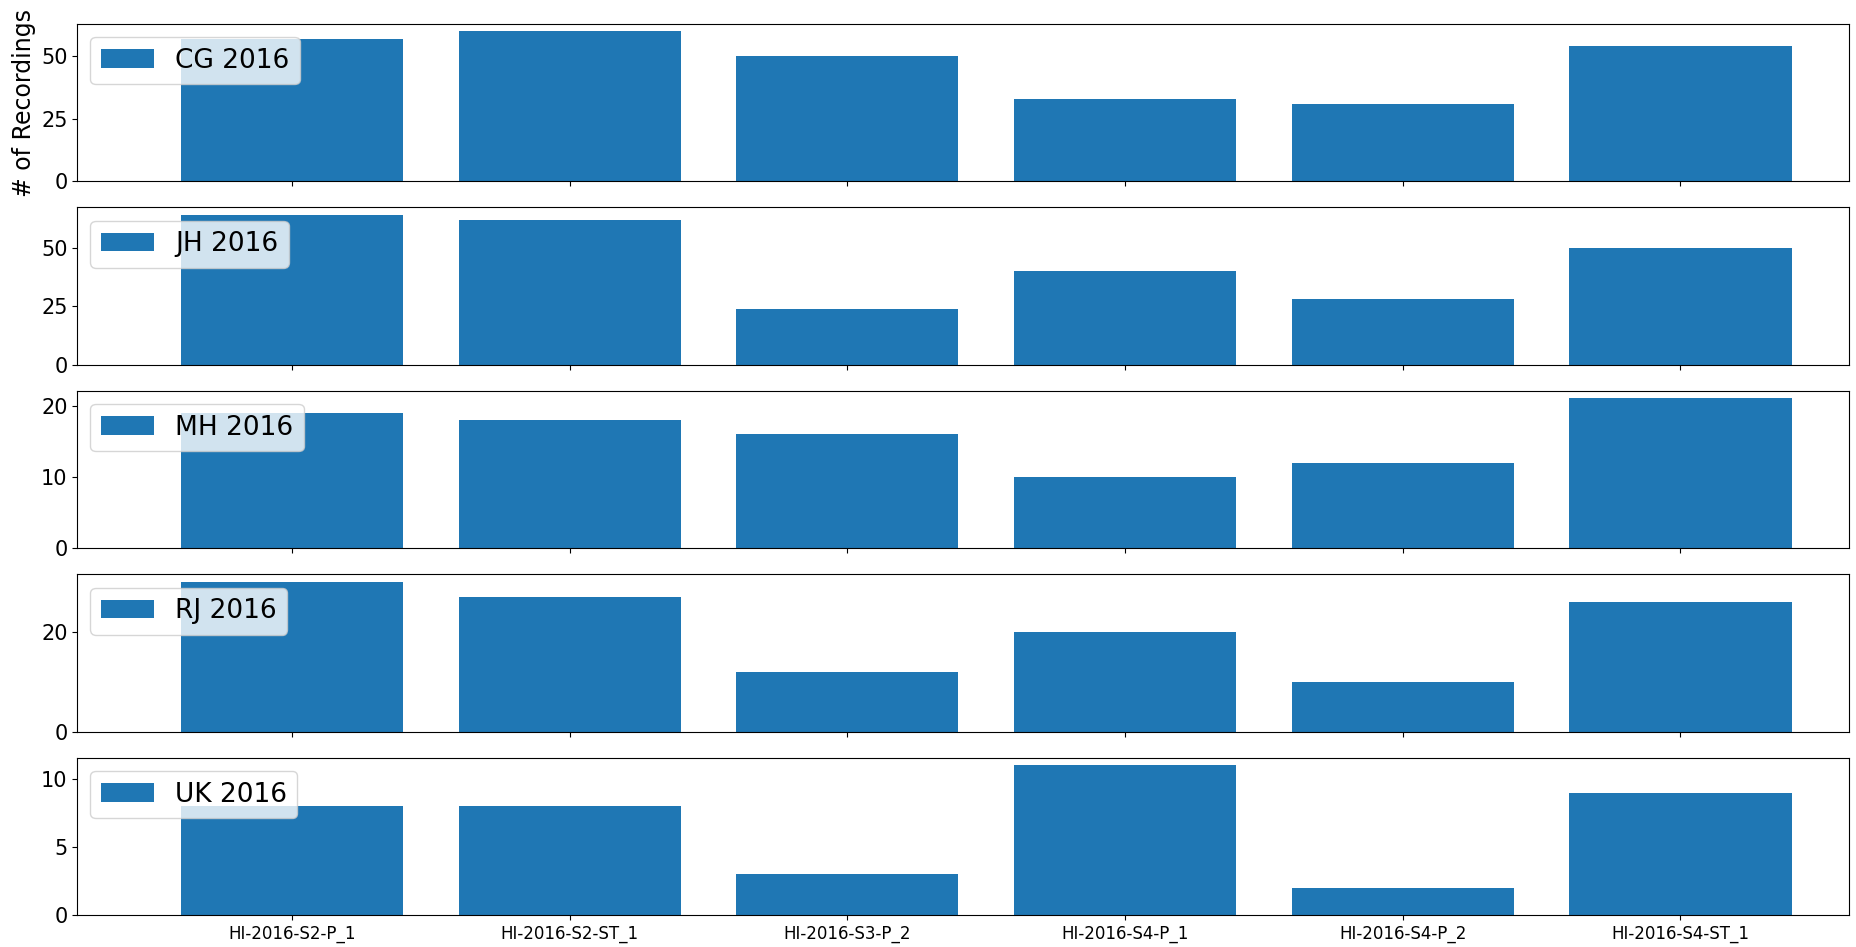 # of Recordings
50
25
0
CG 2016
50
25
0
JH 2016
20
10
0
MH 2016
20
0
RJ 2016
10
5
0
UK 2016
HI-2016-S2-P_1 HI-2016-S2-ST_1 HI-2016-S3-P_2 HI-2016-S4-P_1 HI-2016-S4-P_2 HI-2016-S4-ST_1